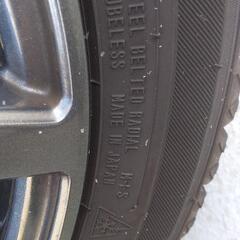 STEEL BELTED RADIAL M+S
TUBELESS MADE IN JAPAN